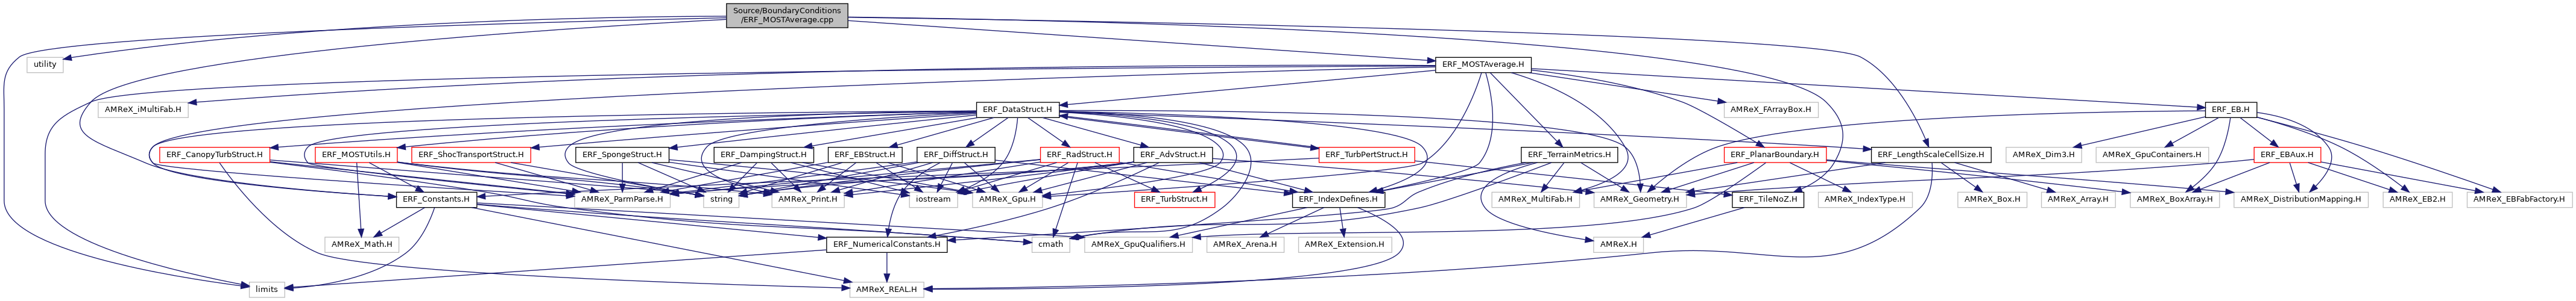 Source/BoundaryConditions
/ERF_MOSTAverage.cpp
utility
ERF_MOSTAverage.H
AMReX_iMultiFab.H
ERF_DataStruct.H
AMReX_FArrayBox.H
ERF_EB.H
ERF_CanopyTurbStruct.H
ERF_MOSTUtils.H
ERF_ShocTransportStruct.H
ERF_SpongeStruct.H
ERF_DampingStruct.H
ERF_EBStruct.H
ERF_DiffStruct.H
ERF_RadStruct.H
ERF_AdvStruct.H
ERF_TurbPertStruct.H
ERF_TerrainMetrics.H
ERF_PlanarBoundary.H
ERF_LengthScaleCellSize.H
AMReX_Dim3.H
AMReX_GpuContainers.H
ERF_EBAux.H
ERF_Constants.H
AMReX_ParmParse.H
string
AMReX_Print.H
iostream
AMReX_Gpu.H
ERF_TurbStruct.H
ERF_IndexDefines.H
AMReX_MultiFab.H
AMReX_Geometry.H
ERF_TileNoZ.H
AMReX_IndexType.H
AMReX_Box.H
AMReX_Array.H
AMReX_BoxArray.H
AMReX_DistributionMapping.H
AMReX_EB2.H
AMReX_EBFabFactory.H
AMReX_Math.H
ERF_NumericalConstants.H
cmath
AMReX_GpuQualifiers.H
AMReX_Arena.H
AMReX_Extension.H
AMReX.H
limits
AMReX_REAL.H